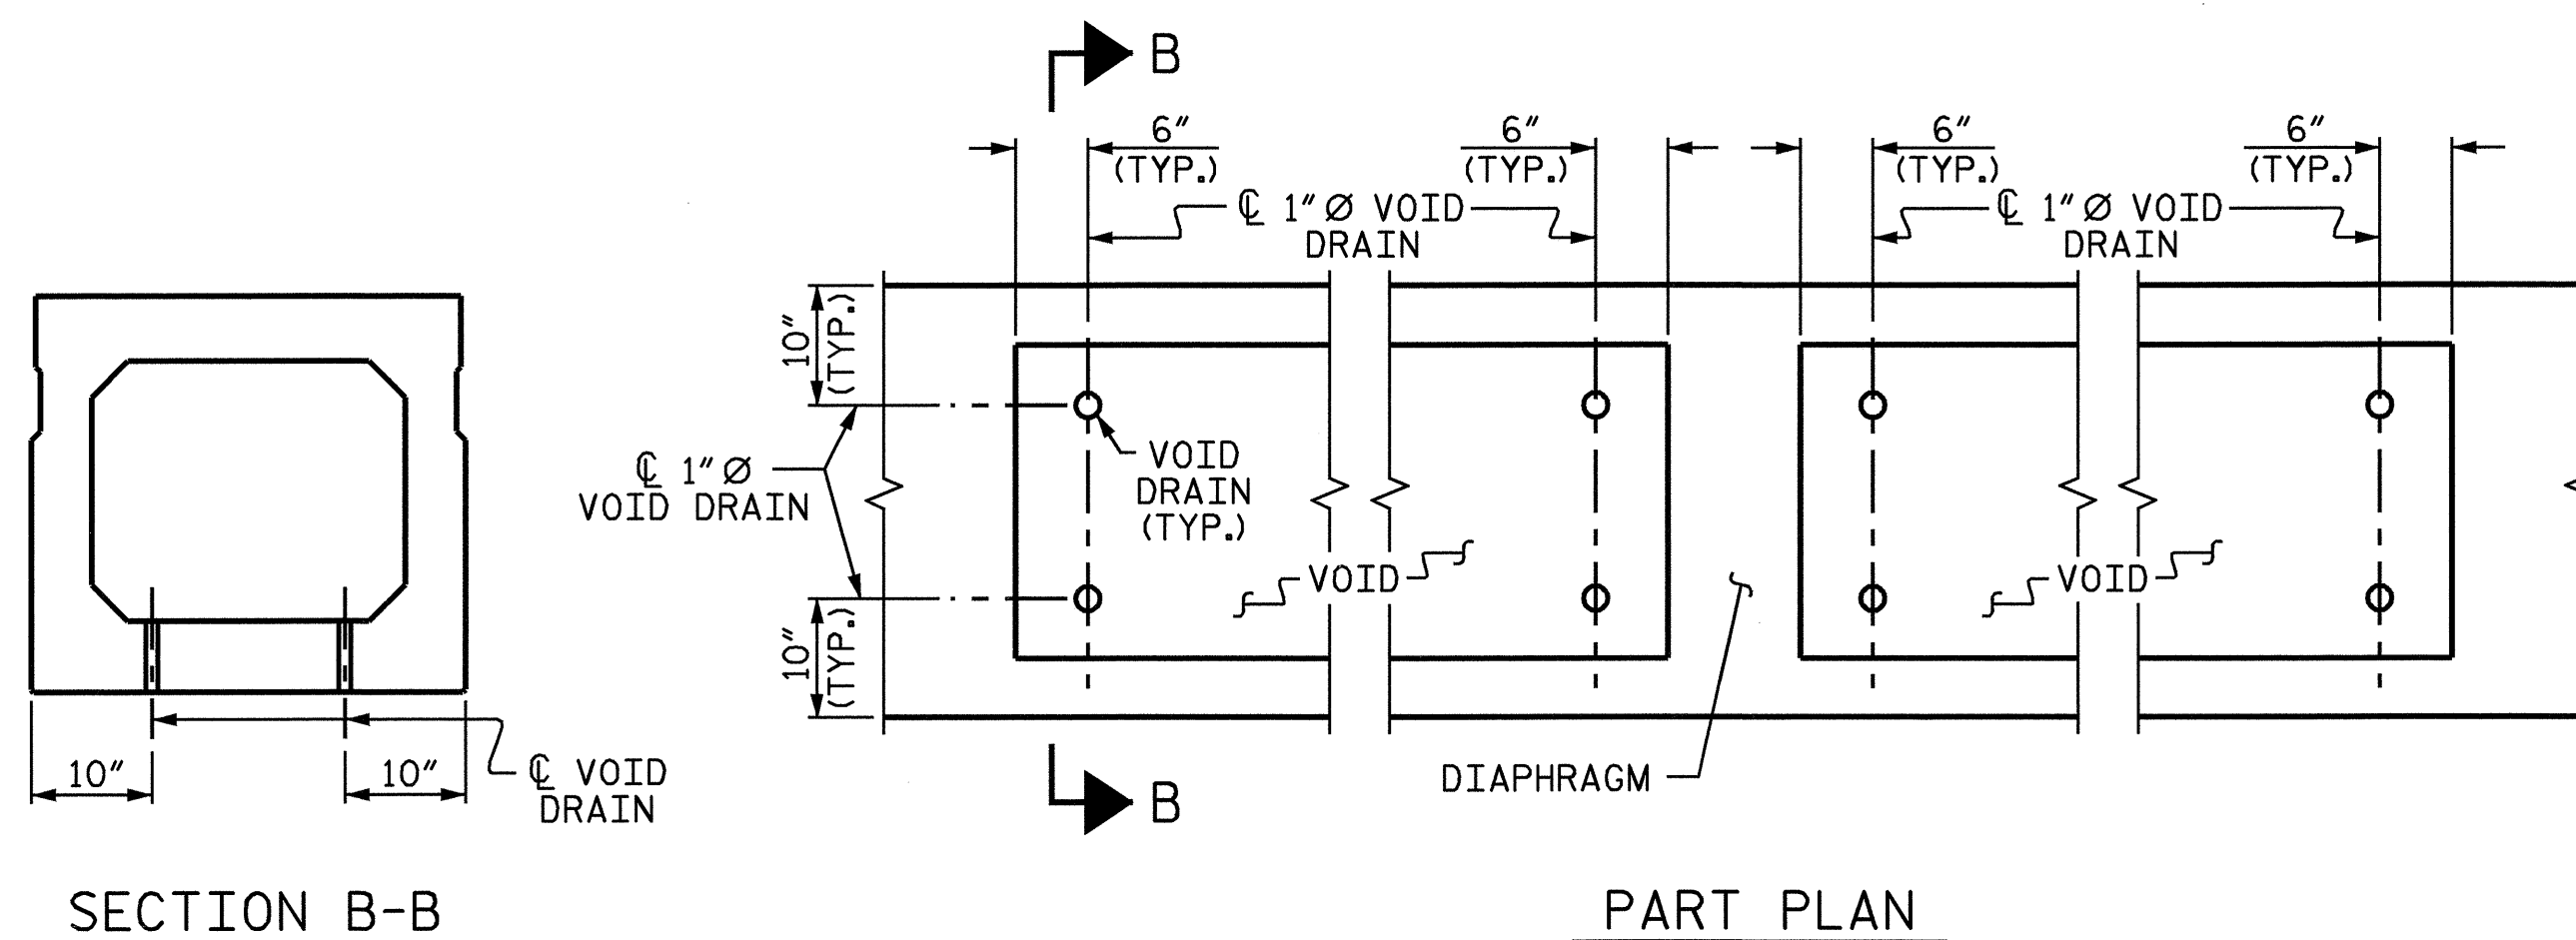 B
6"
(TYP.)
6"
(TYP.)
6"
(TYP.)
6"
(TYP.)
℄ 1"Ø VOID
DRAIN
℄ 1"Ø VOID
DRAIN
10"
(TYP.)
℄ 1"Ø
VOID DRAIN
VOID
DRAIN
(TYP.)
VOID
VOID
10"
(TYP.)
DIAPHRAGM
B
10"
10"
℄ VOID
DRAIN
SECTION B-B
PART PLAN